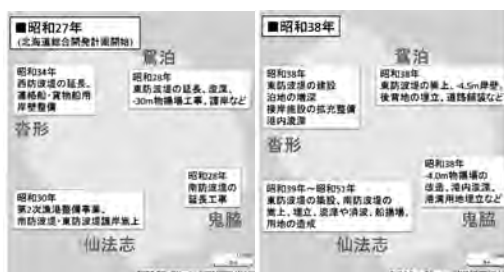 ■昭和27年
(北海道総合開発計画開始)
鴛泊
昭和34年
西防波堤の延長、
連絡船・貨物船用
岸壁整備
昭和28年
東防波堤の延長、浚渫、
-30m物揚場工事、護岸など
沓形
昭和28年
南防波堤の
延長工事
昭和30年
第2次漁港整備事業、
南防波堤・東防波堤護岸嵩上
鬼脇
仙法志
■昭和38年
鴛泊
昭和38年
東防波堤の建設
泊地の増深
接岸施設の拡充整備
港内浚渫
昭和38年
東防波堤の嵩上、-4.5m岸壁、
後背地の埋立、道路舗装など
沓形
昭和38年
-4.0m物揚場の
改造、港内浚渫、
港湾用地埋立など
昭和39年～昭和51年
東防波堤の築設、南防波堤の
嵩上、埋立、浚渫や消波、船揚場、
用地の造成
鬼脇
仙法志